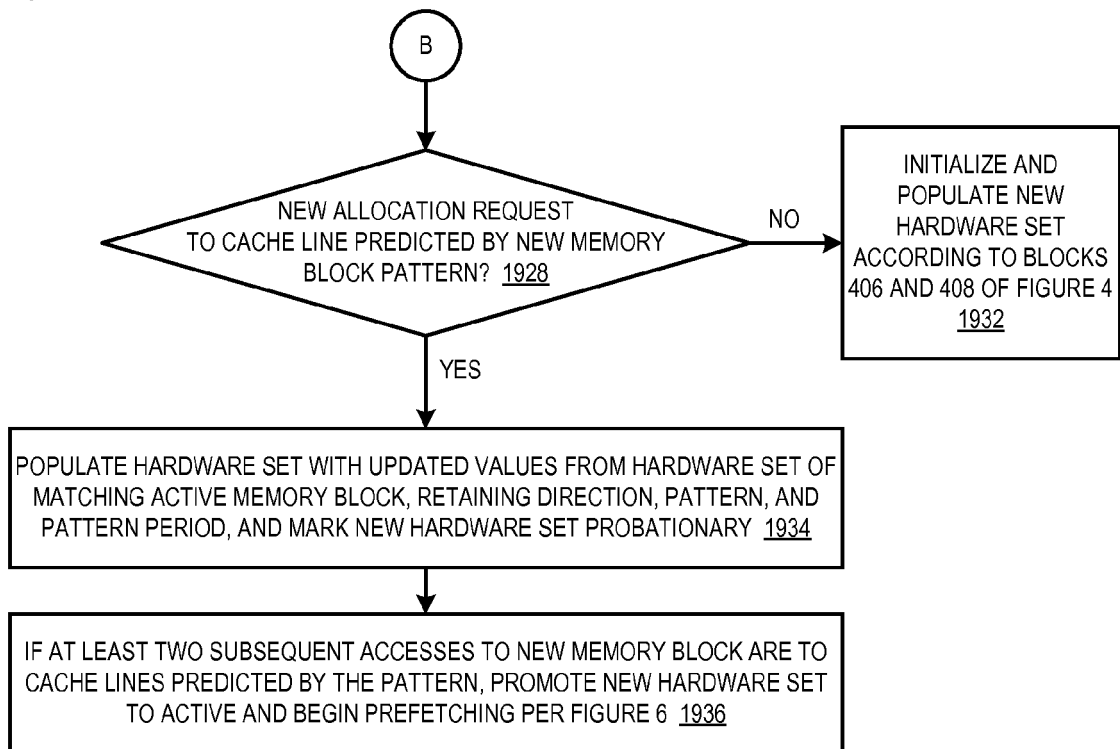 B
NEW ALLOCATION REQUEST
TO CACHE LINE PREDICTED BY NEW MEMORY
BLOCK PATTERN? 1928
NO
INITIALIZE AND
POPULATE NEW
HARDWARE SET
ACCORDING TO BLOCKS
406 AND 408 OF FIGURE 4
1932
YES
POPULATE HARDWARE SET WITH UPDATED VALUES FROM HARDWARE SET OF
MATCHING ACTIVE MEMORY BLOCK, RETAINING DIRECTION, PATTERN, AND
PATTERN PERIOD, AND MARK NEW HARDWARE SET PROBATIONARY 1934
IF AT LEAST TWO SUBSEQUENT ACCESSES TO NEW MEMORY BLOCK ARE TO
CACHE LINES PREDICTED BY THE PATTERN, PROMOTE NEW HARDWARE SET
TO ACTIVE AND BEGIN PREFETCHING PER FIGURE 6 1936